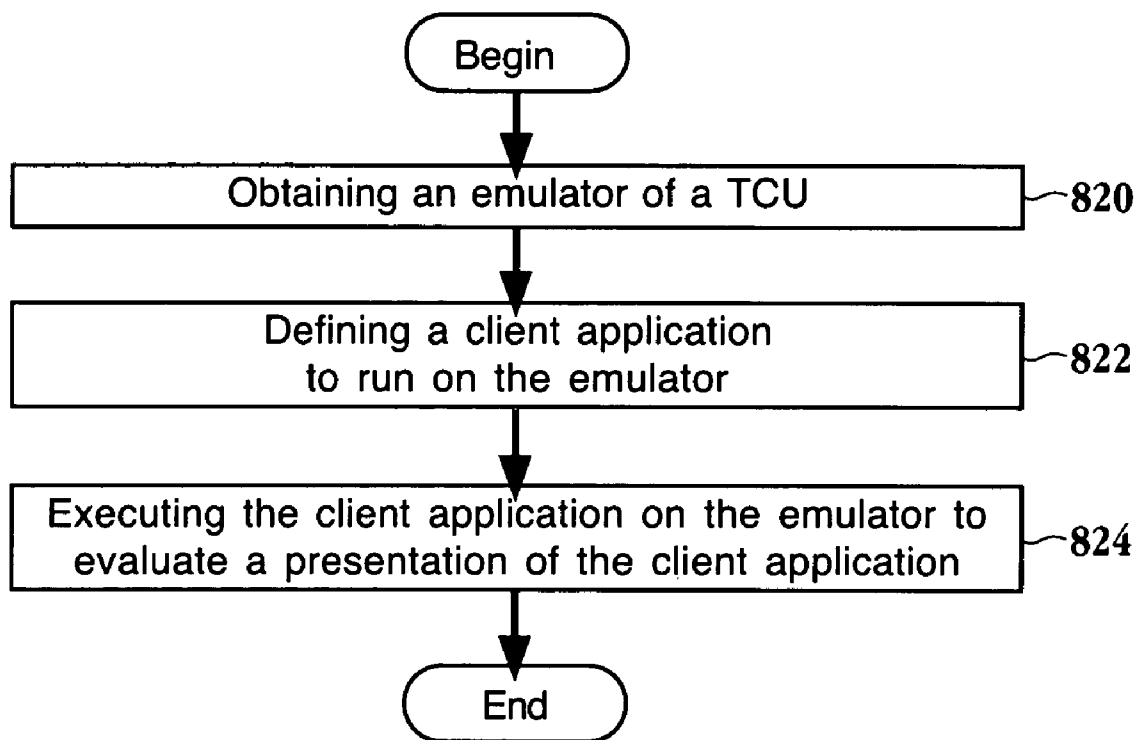 Begin
Obtaining an emulator of a TCU
820
Defining a client application
to run on the emulator
822
Executing the client application on the emulator to
evaluate a presentation of the client application
824
End